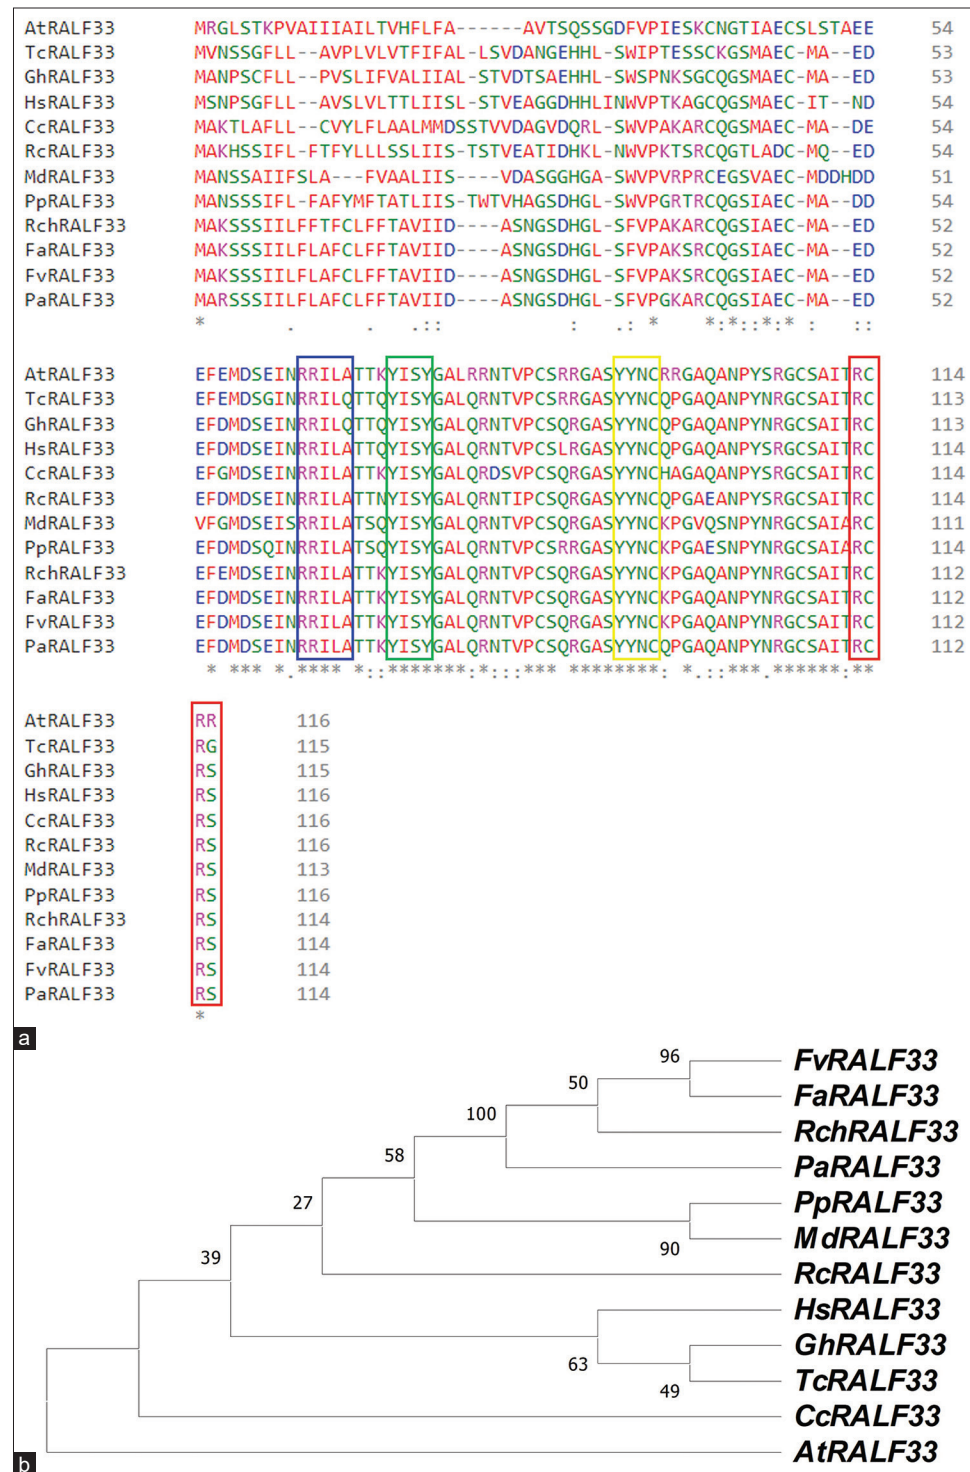 AtRALF33 MRGLSTKPVAIIIAILTVHFLFA------AVTSQSSGDFVPIESKCNGTIAECSLSTAEE 54
TcRALF33 MVNSSGFLL--AVPLVLVTFIFAL-LSVDANGEHHL-SWIPTESSCKGSMAEC-MA--ED 53
GhRALF33 MANPSCFLL--PVSLIFVALIIAL-STVDTSAEHHL-SWSPNKSGCQGSMAEC-MA--ED 53
HsRALF33 MSNPSGFLL--AVSLVLTTLIISL-STVEAGGDHHLINWVPTKAGCQGSMAEC-IT--ND 54
CcRALF33 MAKTLAFLL--CVYLFLAALMMDSSTVVDAGVDQRL-SWVPAKARCQGSMAEC-MA--DE 54
RcRALF33 MAKHSSIFL-FTFYLLLSSLIIS-TSTVEATIDHKL-NWVPKTSRCQGTLADC-MQ--ED 54
MdRALF33 MANSSAIIFSLA---FVAALIIS-----VDASGGHGA-SWVPVRPRCEGSVAEC-MDDHDD 51
PpRALF33 MANSSSIFL-FAFYMFTATLIIS-TWTVHAGSDHGL-SWVPGRTRCQGSIAEC-MA--DD 54
RchRALF33 MAKSSSIILFFTFCLFFTAVIID----ASNGSDHGL-SFVPAKARCQGSIAEC-MA--ED 52
FaRALF33 MAKSSSIILFLAFCLFFTAVIID----ASNGSDHGL-SFVPAKSRCQGSIAEC-MA--ED 52
FvRALF33 MAKSSSIILFLAFCLFFTAVIID----ASNGSDHGL-SFVPAKSRCQGSIAEC-MA--ED 52
PaRALF33 MARSSSIILFLAFCLFFTAVIID----ASNGSDHGL-SFVPGKARCQGSIAEC-MA--ED 52
* . . .:: : .: * *:*:*:* : ::
AtRALF33 EFEMDSEINRRILATTKYISYGALRRNTVPCSRRGASYYNCRRGAQANPYSRGCSAITRC 114
TcRALF33 EFEMDSGINRRILQTTQYISYGALQRNTVPCSRRGASYYNCQPGAQANPYNRGCSAITRC 113
GhRALF33 EFDMDSEINRRILQTTQYISYGALQRNTVPCSQRGASYYNCQPGAQANPYNRGCSAITRC 113
HsRALF33 EFDMDSEINRRILATTQYISYGALQRNTVPCSLRGASYYNCQPGAQANPYSRGCSAITRC 114
CcRALF33 EFGMDSEINRRILATTKYISYGALQRDSVPCSQRGASYYNCHAGAQANPYNRGCSAITRC 114
RcRALF33 EFDMDSEINRRILATTNYISYGALQRNTIPCSQRGASYYNCQPGAEANPYSRGCSAITRC 114
MdRALF33 VFGMDSEISRRILATSQYISYGALQRNTVPCSQRGASYYNCKPGVQSNPYNRGCSAIARC 111
PpRALF33 EFDMDSQINRRILATSQYISYGALQRNTVPCSRRGASYYNCKPGAESNPYNRGCSAIARC 114
RchRALF33 EFEMDSEINRRILATTKYISYGALQRNTVPCSQRGASYYNCKPGAQANPYNRGCSAITRC 112
FaRALF33 EFDMDSEINRRILATTKYISYGALQRNTVPCSQRGASYYNCKPGAQANPYNRGCSAITRC 112
FvRALF33 EFDMDSEINRRILATTKYISYGALQRNTVPCSQRGASYYNCKPGAQANPYNRGCSAITRC 112
PaRALF33 EFDMDSEINRRILATTKYISYGALQRNTVPCSQRGASYYNCQPGAQANPYNRGCSAITRC 112
* *** *.**** *::*******:*:::*** *********: *.::***.******:**
AtRALF33 RR 116
TcRALF33 RG 115
GhRALF33 RS 115
HsRALF33 RS 116
CcRALF33 RS 116
RcRALF33 RS 116
MdRALF33 RS 113
PpRALF33 RS 116
RchRALF33 RS 114
FaRALF33 RS 114
FvRALF33 RS 114
PaRALF33 RS 114
*
a
96 FvRALF33
50 FaRALF33
100 RchRALF33
58 PaRALF33
27 PpRALF33
90 MdRALF33
39 RcRALF33
HsRALF33
63 GhRALF33
49 TcRALF33
CcRALF33
b AtRALF33